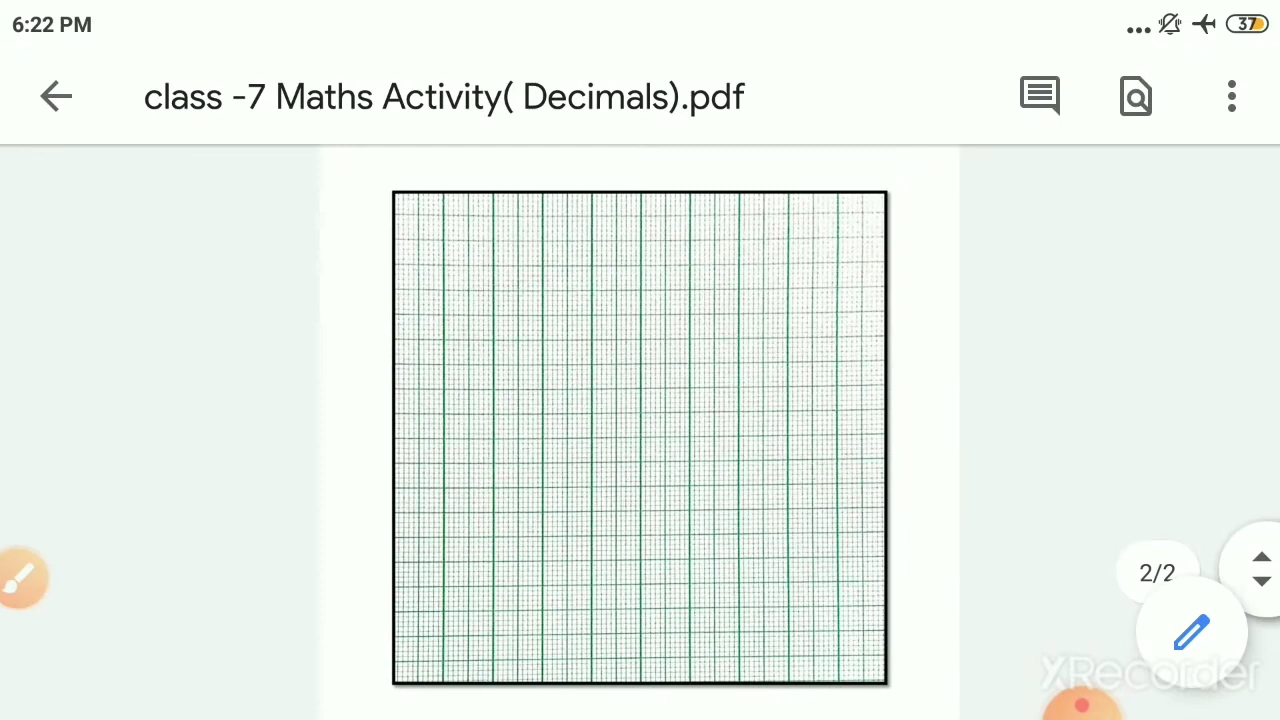 6:22 PM
37
class -7 Maths Activity( Decimals).pdf
2/2
XRecorder